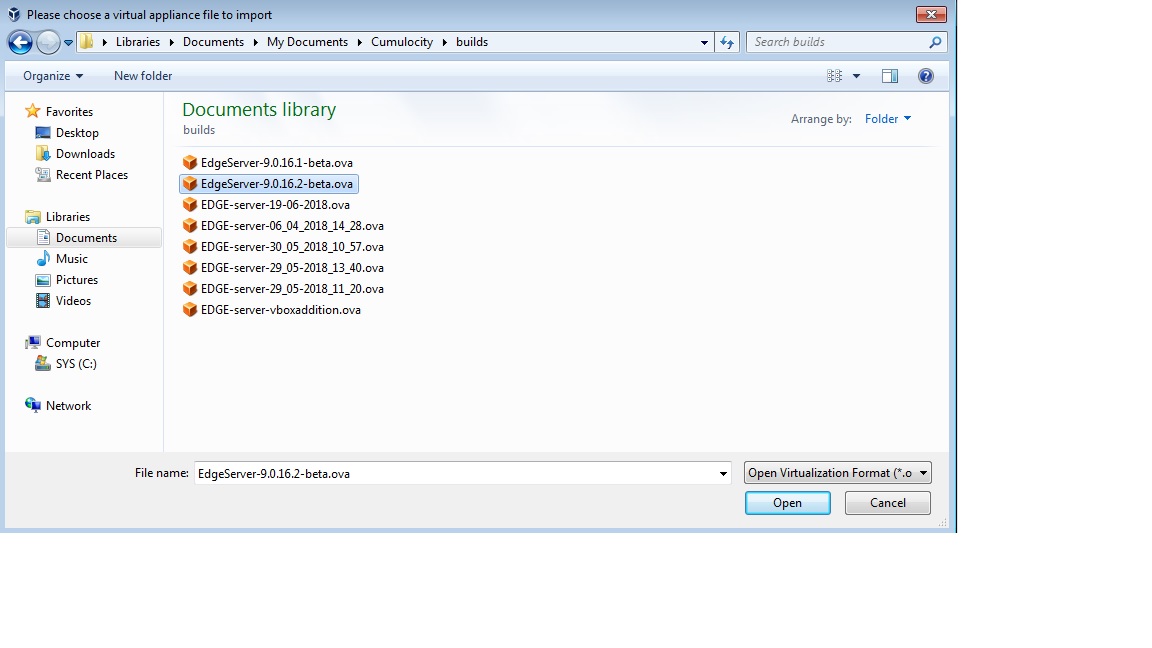 Please choose a virtual appliance file to import
Libraries Documents My Documents Cumulocity builds
Search builds
Organize New folder
Favorites
Desktop
Downloads
Recent Places
Libraries
Documents
Music
Pictures
Videos
Computer
SYS (C:)
Network
Documents library
builds
Arrange by: Folder
EdgeServer-9.0.16.1-beta.ova
EdgeServer-9.0.16.2-beta.ova
EDGE-server-19-06-2018.ova
EDGE-server-06_04_2018_14_28.ova
EDGE-server-30_05_2018_10_57.ova
EDGE-server-29_05-2018_13_40.ova
EDGE-server-29_05-2018_11_20.ova
EDGE-server-vboxaddition.ova
File name: EdgeServer-9.0.16.2-beta.ova Open Virtualization Format (*.o
Open Cancel